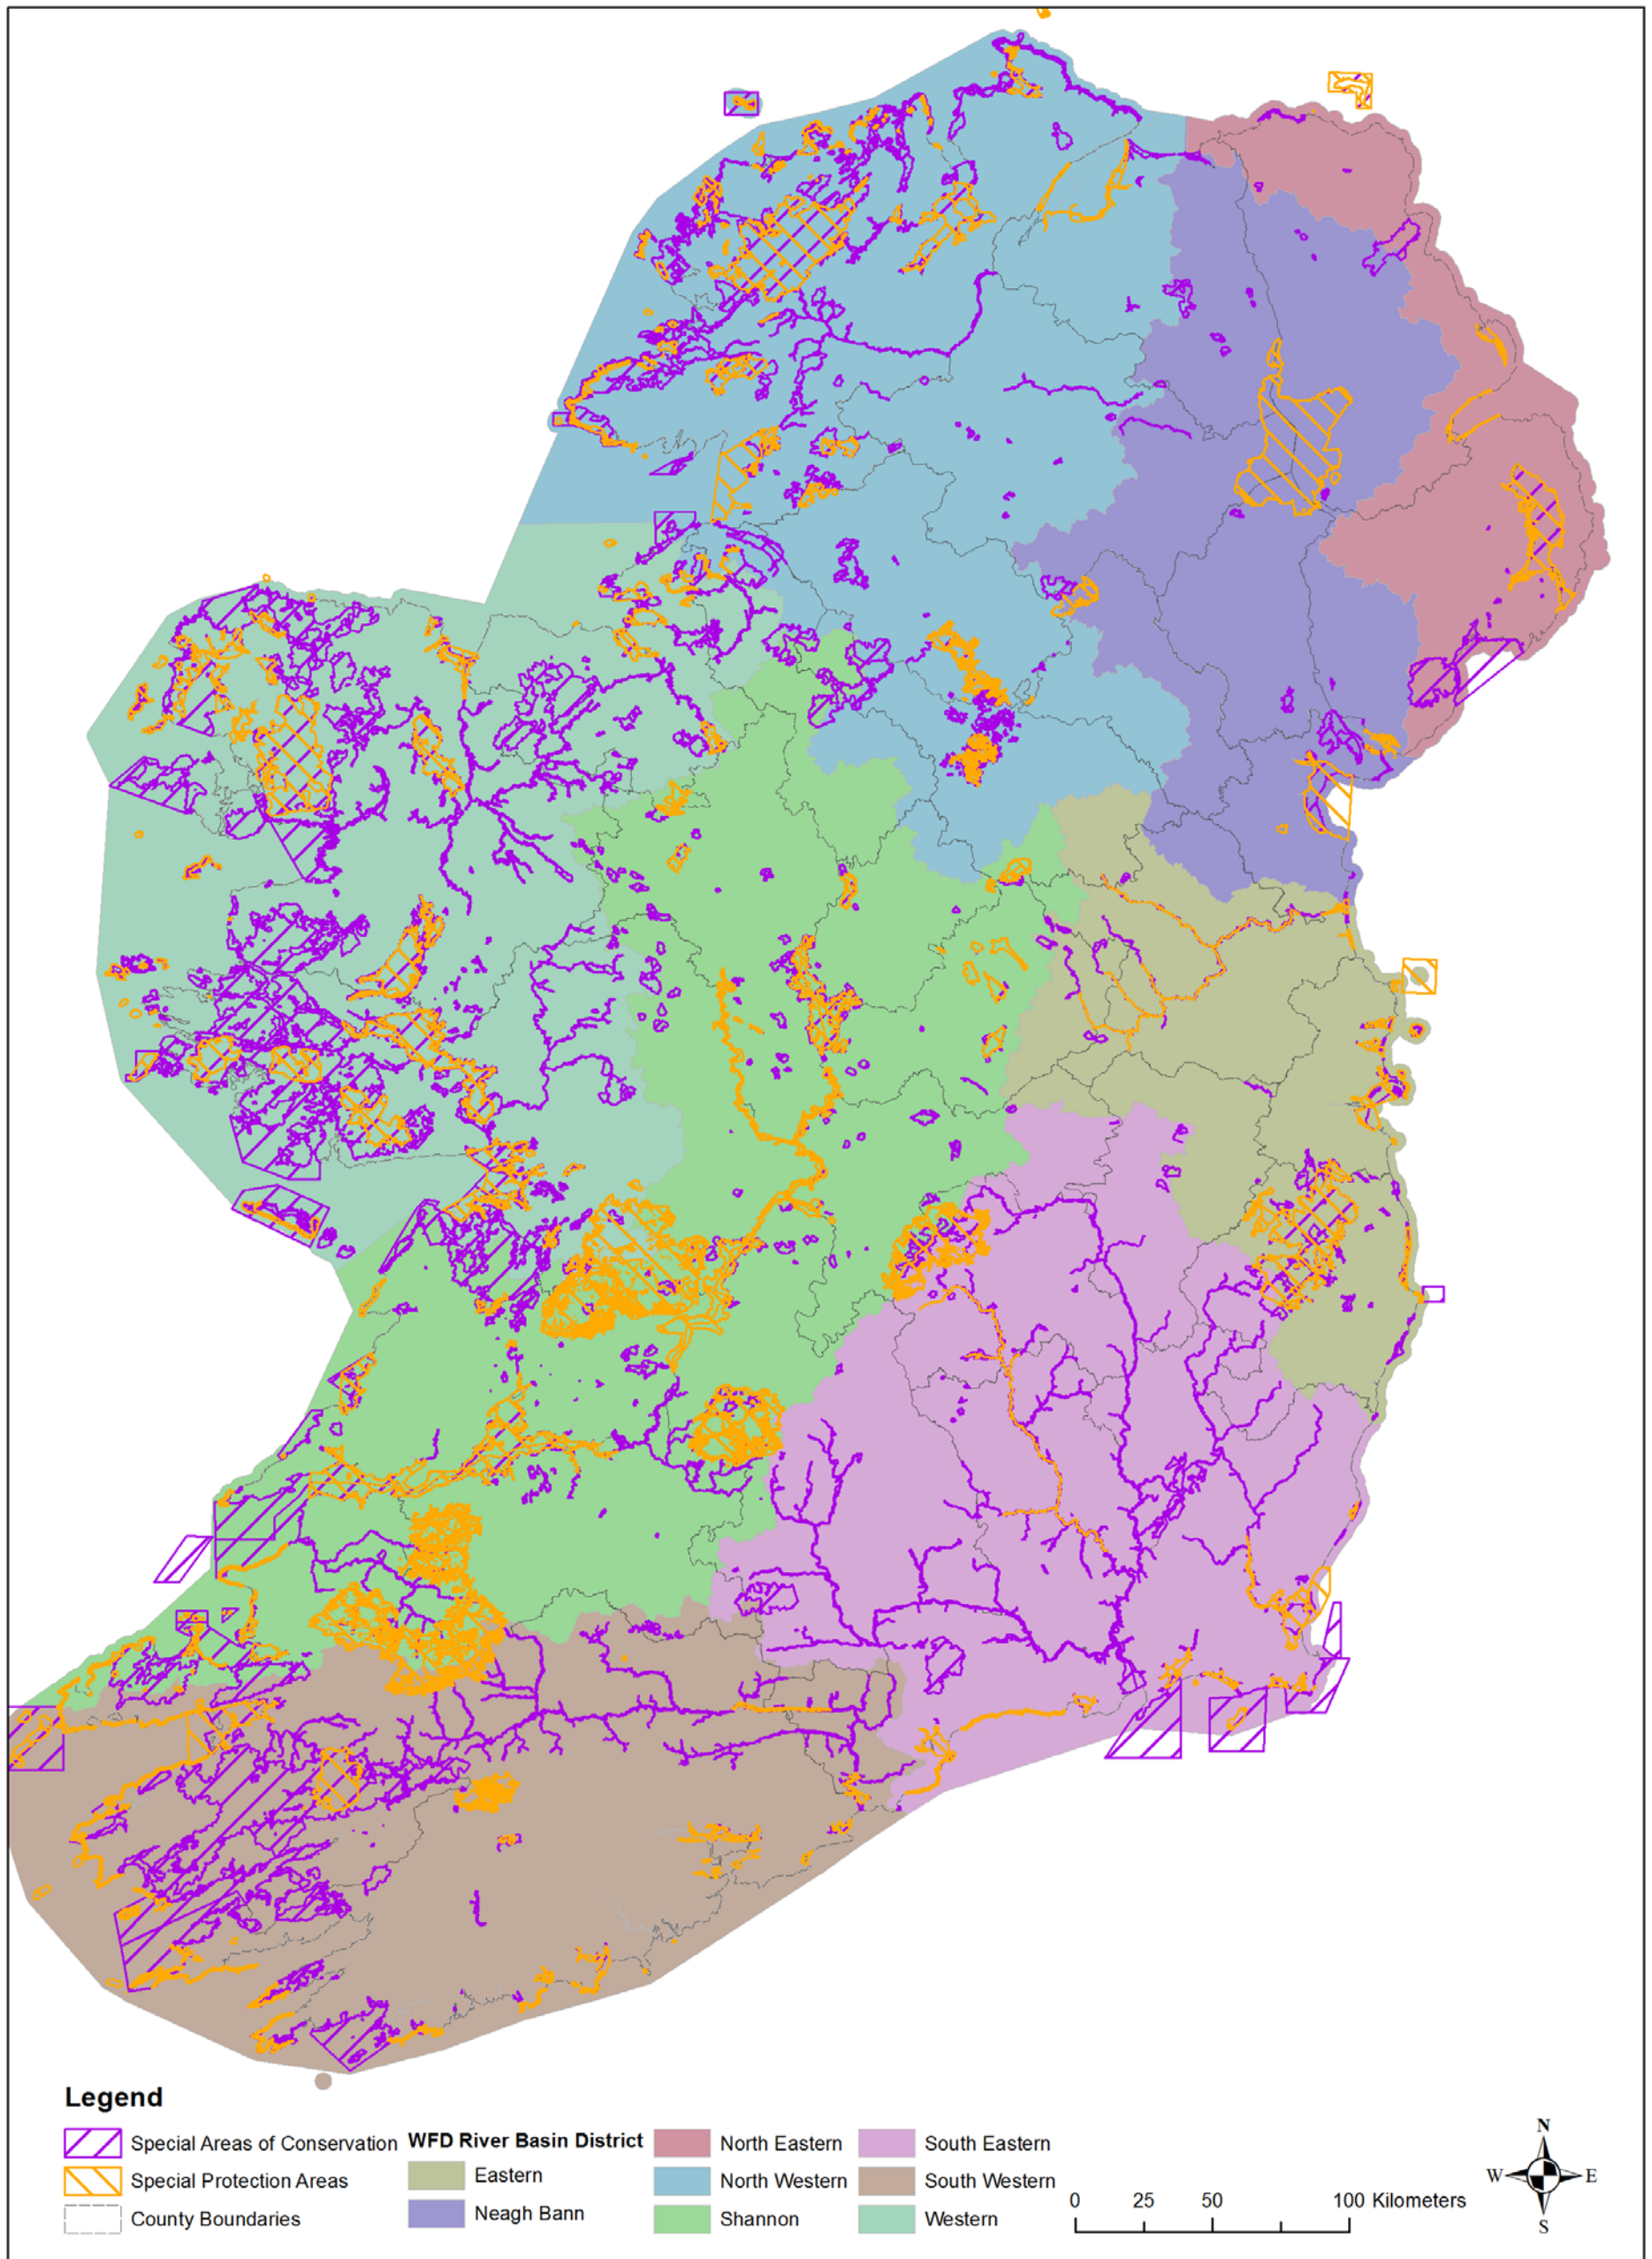 Legend
Special Areas of Conservation
Special Protection Areas
County Boundaries
WFD River Basin District
Eastern
Neagh Bann
North Eastern
North Western
Shannon
South Eastern
South Western
Western
0 25 50 100 Kilometers
N
W E
S